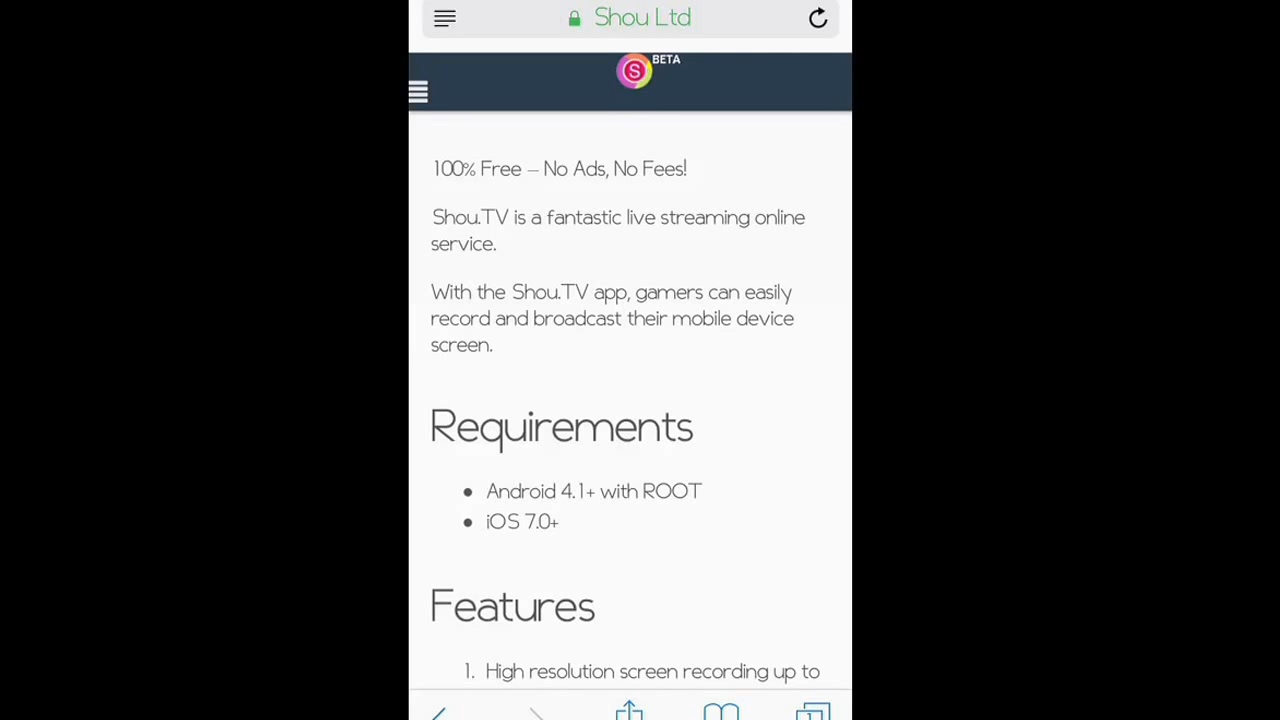 Shou Ltd
S BETA
100% Free – No Ads, No Fees!
Shou.TV is a fantastic live streaming online
service.
With the Shou.TV app, gamers can easily
record and broadcast their mobile device
screen.
Requirements
• Android 4.1+ with ROOT
• iOS 7.0+
Features
1. High resolution screen recording up to